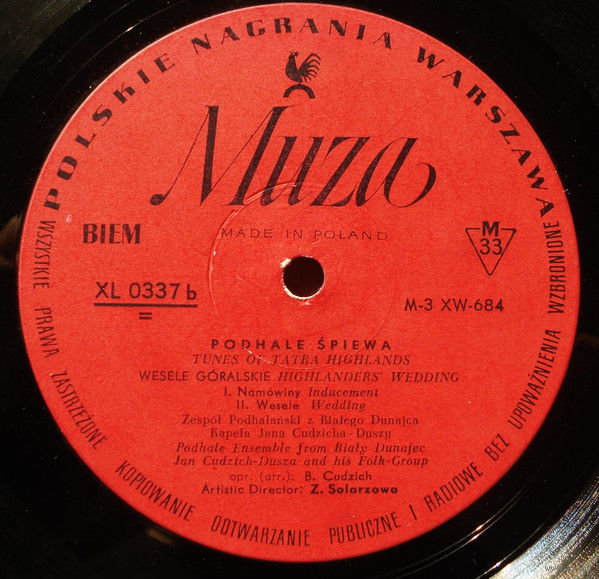 POLSKIE NAGRANIA WARSZAWA
Muza
MADE IN POLAND
BIEM
M
33
XL 0337 b
M-3 XW-684
PODHALE ŚPIEWA
TUNES OF TATRA HIGHLANDS
WESELE GÓRALSKIE HIGHLANDERS' WEDDING
I. Namówiny Inducement
II. Wesele Wedding
Zespół Podhalański z Białego Dunajca
Kapela Jana Cudzicha-Duszy
Podhale Ensemble from Biały Dunajec
Jan Cudzich-Dusza and his Folk-Group
opr. (arr.): B. Cudzich
Artistic Director: Z. Solarzowa
WSZYSTKIE PRAWA ZASTRZEŻONE KOPIOWANIE ODTWARZANIE PUBLICZNE I RADIOWE BEZ UPOWAŻNIENIA WZBRONIONE